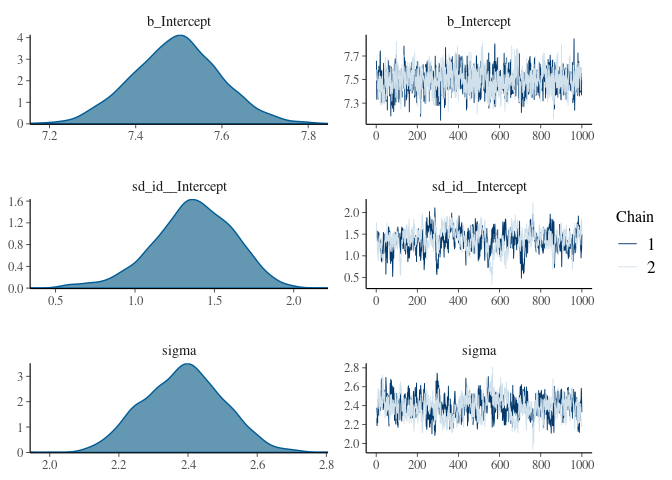 b_Intercept
4
3
2
1
0
7.2 7.4 7.6 7.8
b_Intercept
7.7
7.5
7.3
0 200 400 600 800 1000
sd_id__Intercept
1.6
1.2
0.8
0.4
0.0
0.5 1.0 1.5 2.0
sd_id__Intercept
2.0
1.5
1.0
0.5
0 200 400 600 800 1000
sigma
3
2
1
0
2.0 2.2 2.4 2.6 2.8
sigma
2.8
2.6
2.4
2.2
2.0
0 200 400 600 800 1000
Chain
1
2